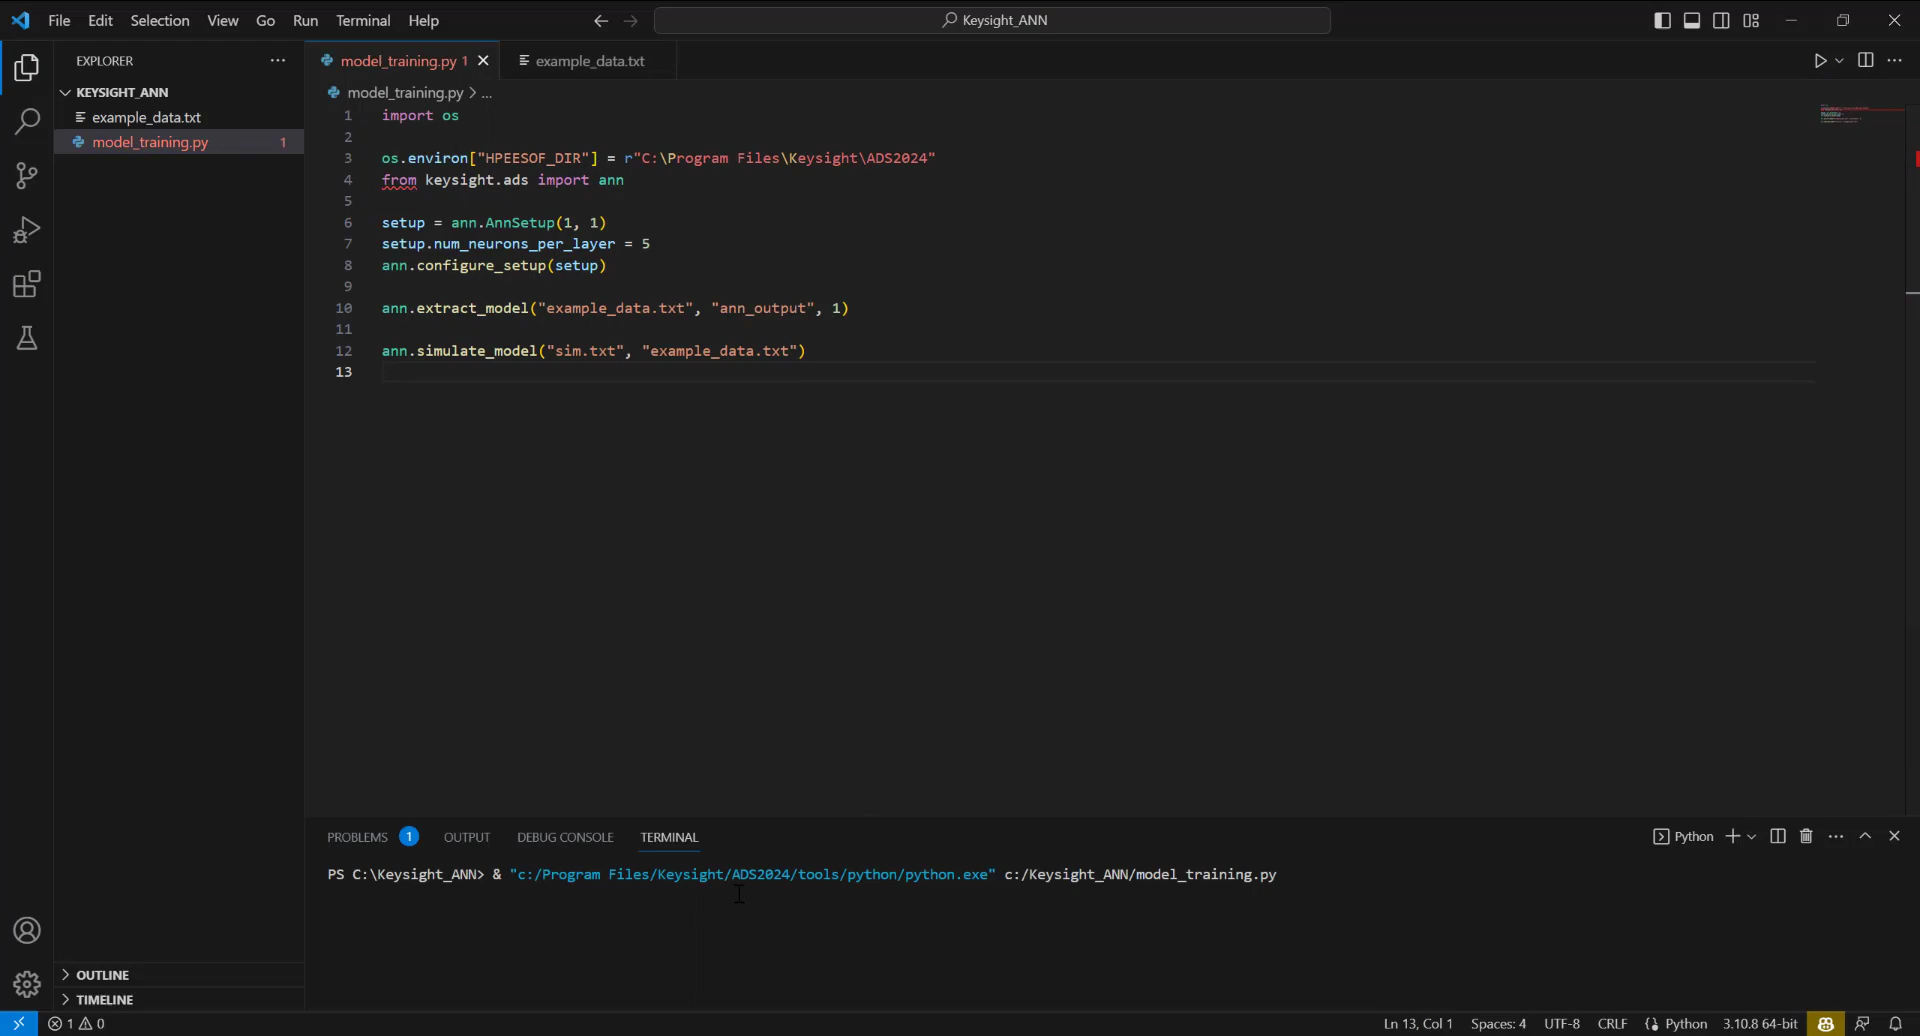 File Edit Selection View Go Run Terminal Help
Keysight_ANN
EXPLORER
KEYSIGHT_ANN
example_data.txt
model_training.py 1
model_training.py 1
example_data.txt
model_training.py > ...
1 import os
2
3 os.environ["HPEESOF_DIR"] = r"C:\Program Files\Keysight\ADS2024"
4 from keysight.ads import ann
5
6 setup = ann.AnnSetup(1, 1)
7 setup.num_neurons_per_layer = 5
8 ann.configure_setup(setup)
9
10 ann.extract_model("example_data.txt", "ann_output", 1)
11
12 ann.simulate_model("sim.txt", "example_data.txt")
13
PROBLEMS 1 OUTPUT DEBUG CONSOLE TERMINAL
Python
PS C:\Keysight_ANN> & "c:/Program Files/Keysight/ADS2024/tools/python/python.exe" c:/Keysight_ANN/model_training.py
OUTLINE
TIMELINE
1 0
Ln 13, Col 1 Spaces: 4 UTF-8 CRLF Python 3.10.8 64-bit